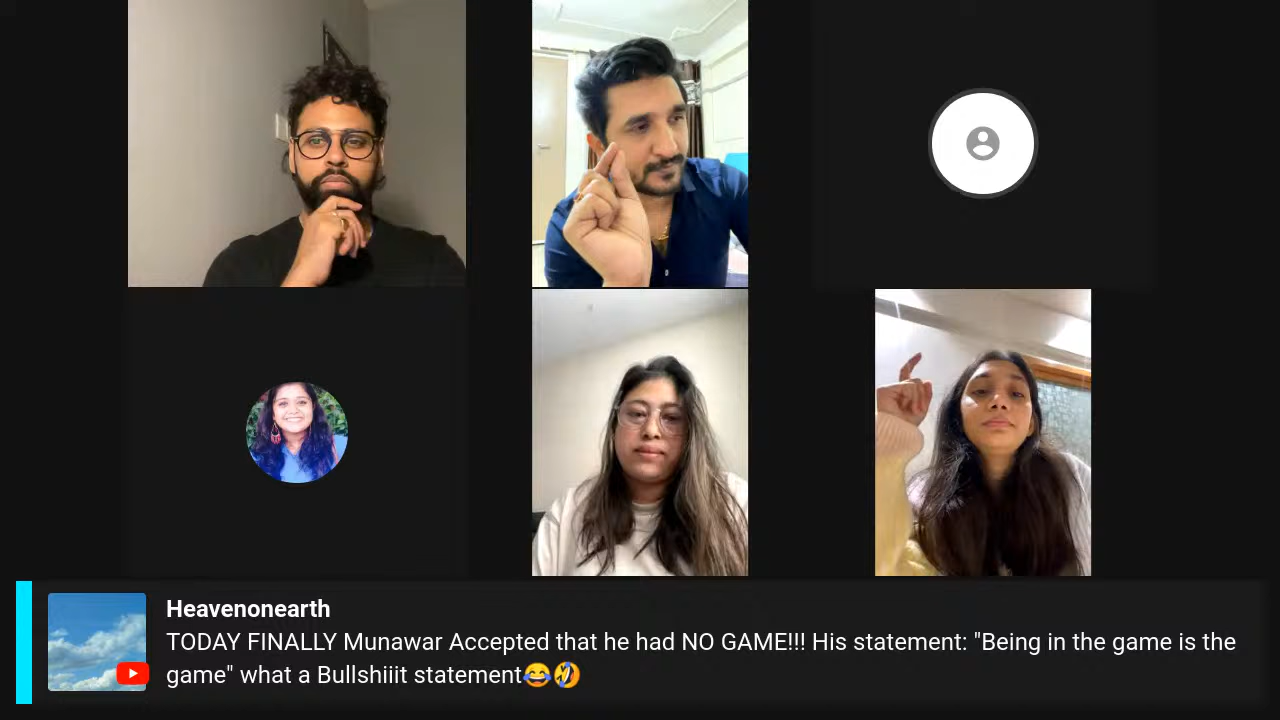 Heavenonearth
TODAY FINALLY Munawar Accepted that he had NO GAME!!! His statement: "Being in the game is the
game" what a Bullshiiit statement😂🤣